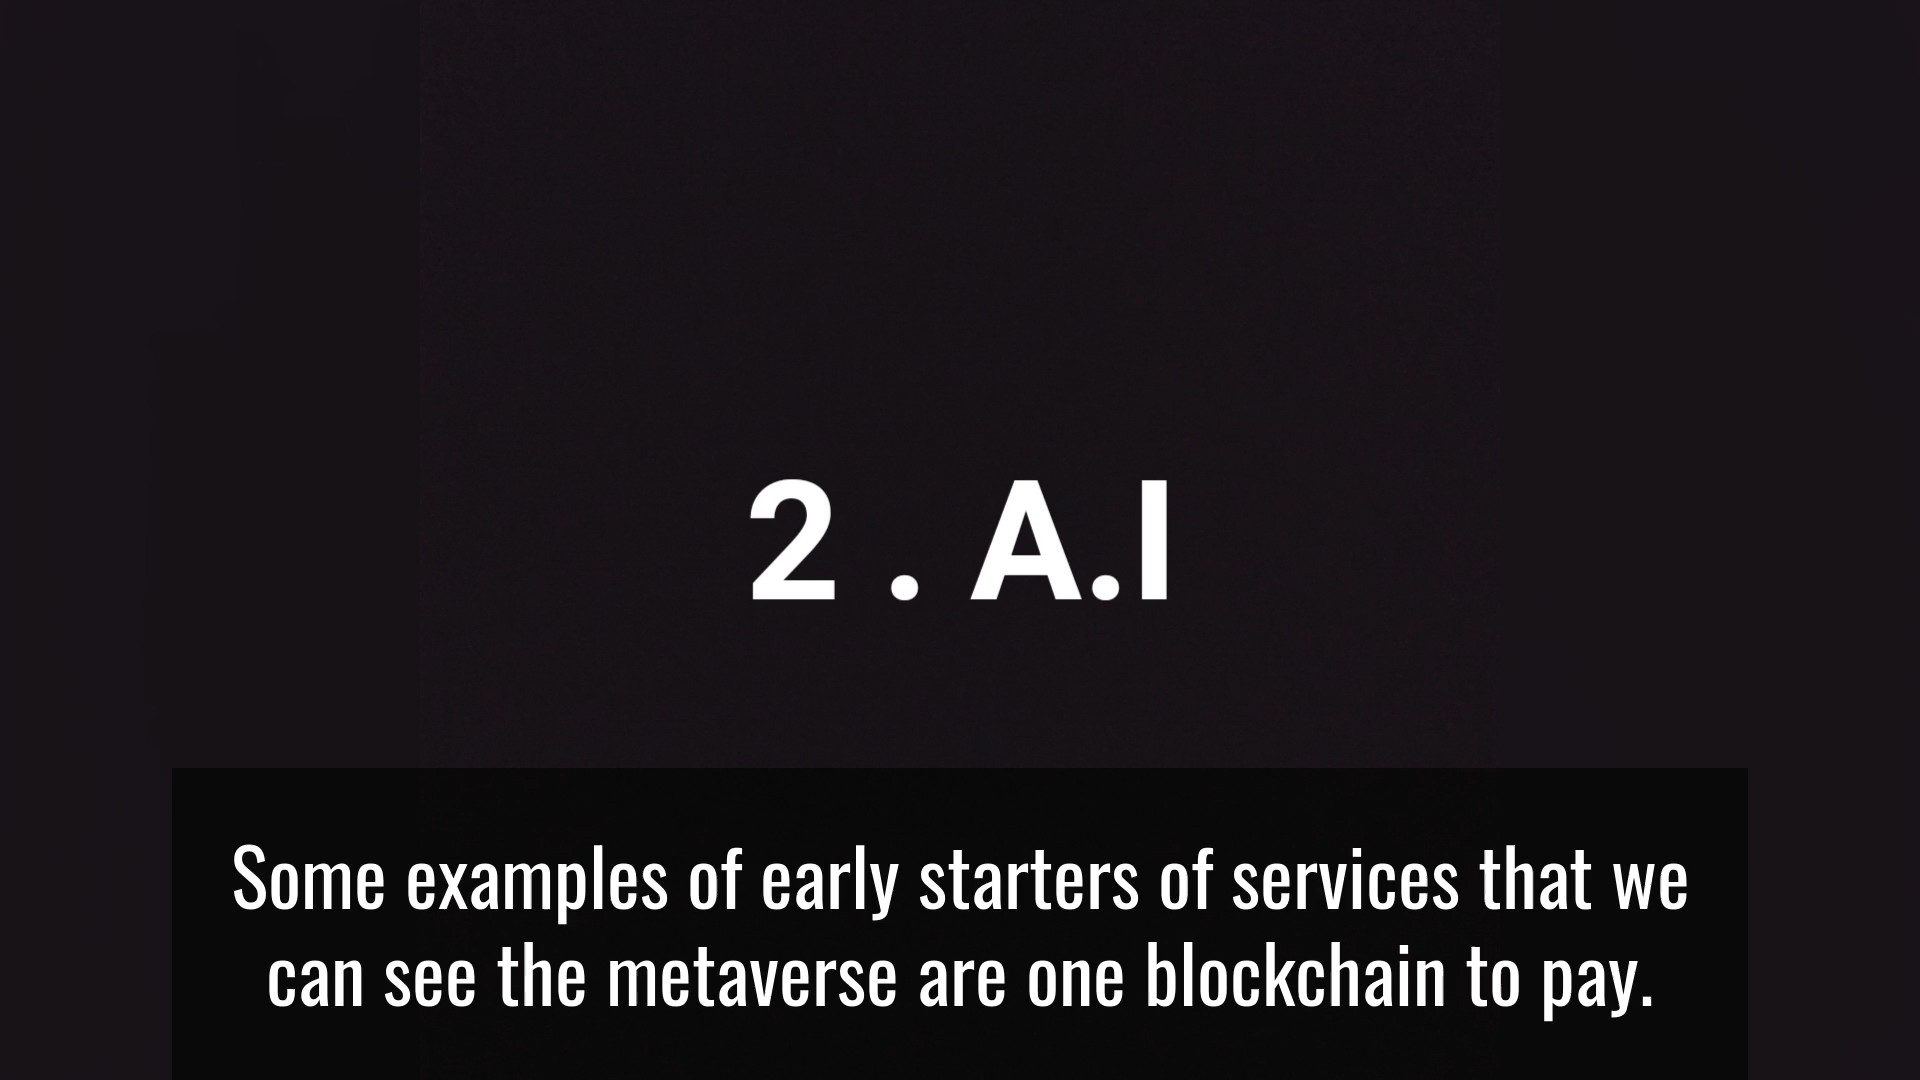 2 . A.I
Some examples of early starters of services that we
can see the metaverse are one blockchain to pay.